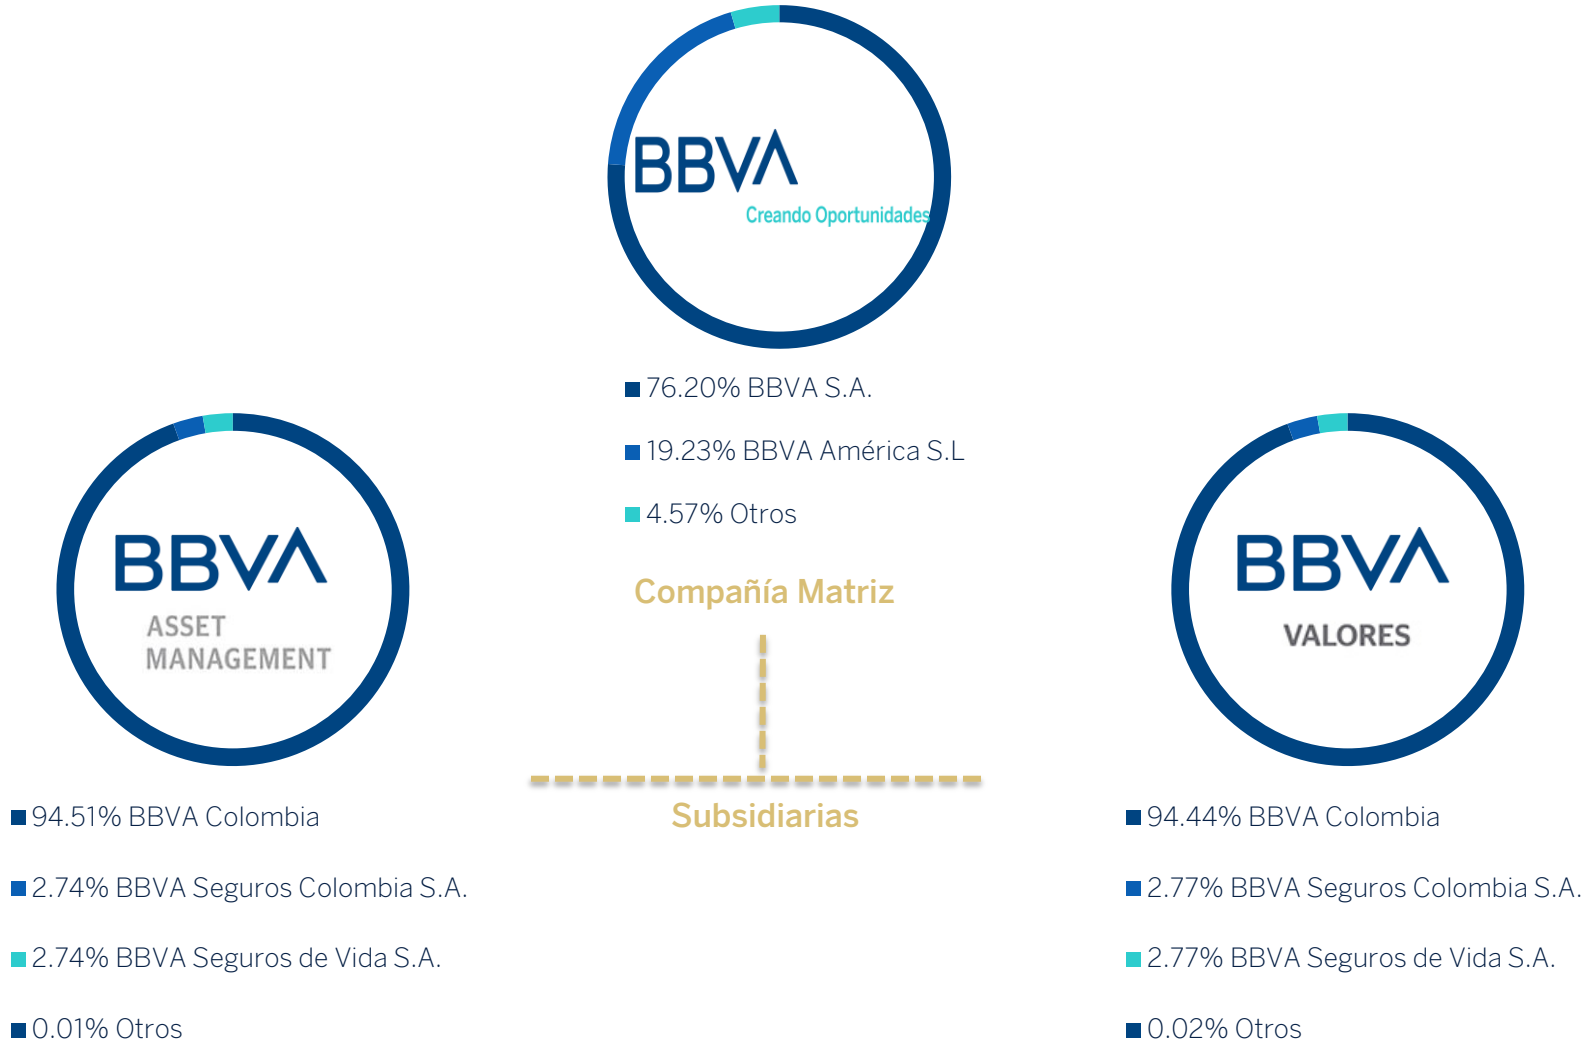 BBVA
Creando Oportunidades
76.20% BBVA S.A.
19.23% BBVA América S.L
4.57% Otros
Compañía Matriz
Subsidiarias
BBVA
ASSET
MANAGEMENT
94.51% BBVA Colombia
2.74% BBVA Seguros Colombia S.A.
2.74% BBVA Seguros de Vida S.A.
0.01% Otros
BBVA
VALORES
94.44% BBVA Colombia
2.77% BBVA Seguros Colombia S.A.
2.77% BBVA Seguros de Vida S.A.
0.02% Otros